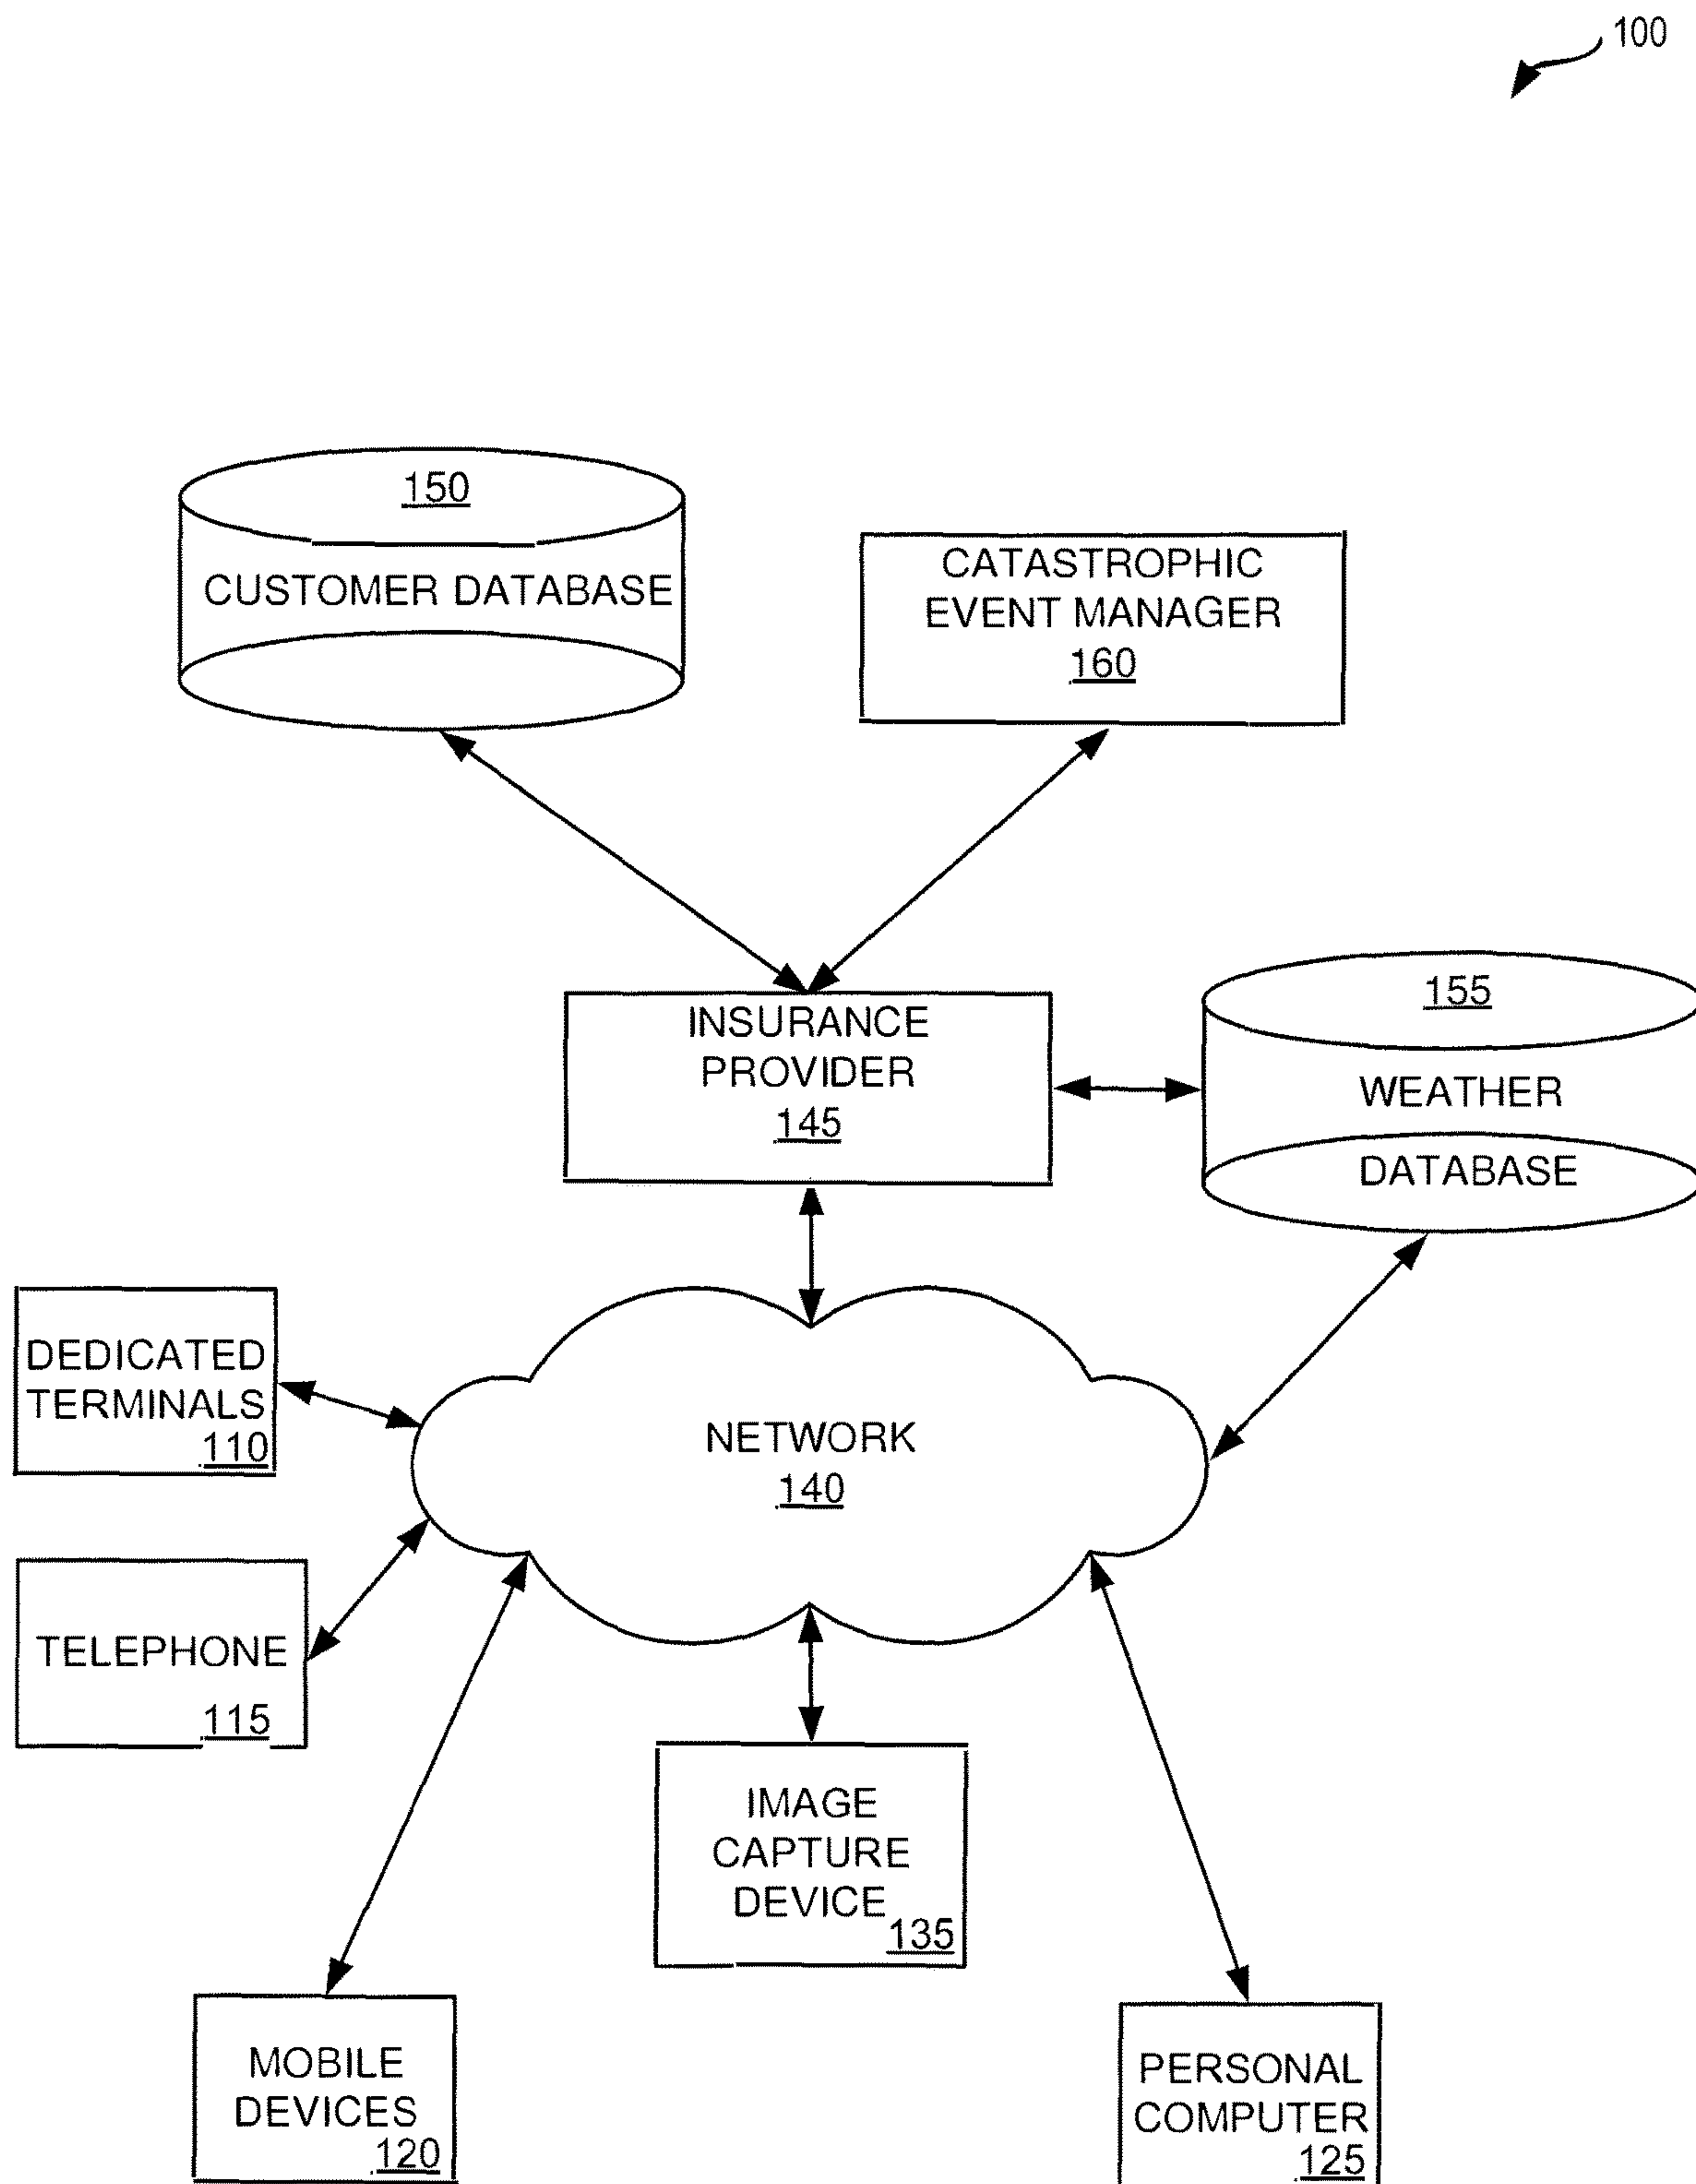 100
150
CUSTOMER DATABASE
CATASTROPHIC
EVENT MANAGER
160
INSURANCE
PROVIDER
145
155
WEATHER
DATABASE
DEDICATED
TERMINALS
110
NETWORK
140
TELEPHONE
115
IMAGE
CAPTURE
DEVICE
135
MOBILE
DEVICES
120
PERSONAL
COMPUTER
125